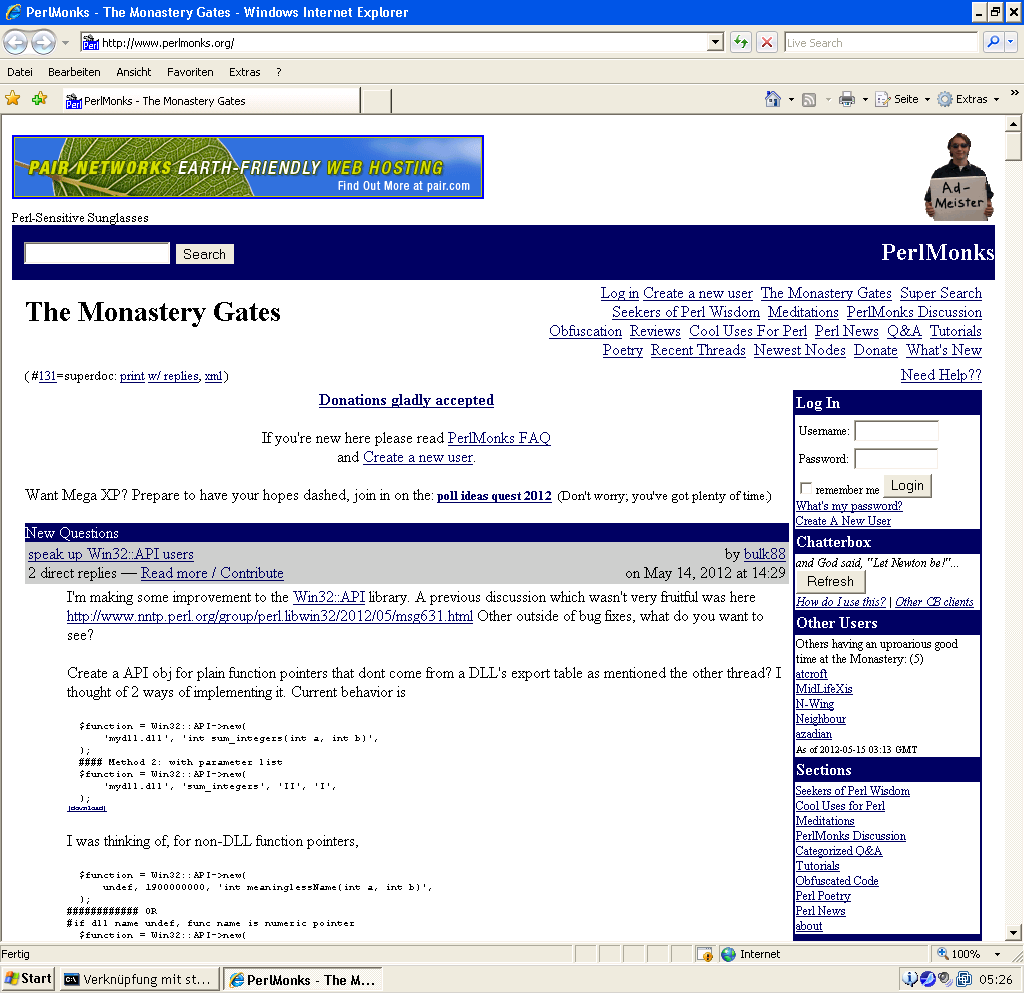 PerlMonks - The Monastery Gates - Windows Internet Explorer
http://www.perlmonks.org/
Live Search
Datei Bearbeiten Ansicht Favoriten Extras ?
PerlMonks - The Monastery Gates
Seite Extras »
PAIR NETWORKS EARTH-FRIENDLY WEB HOSTING
Find Out More at pair.com
Ad-
Meister
Perl-Sensitive Sunglasses
Search
PerlMonks
The Monastery Gates
Log in Create a new user The Monastery Gates Super Search
Seekers of Perl Wisdom Meditations PerlMonks Discussion
Obfuscation Reviews Cool Uses For Perl Perl News Q&A Tutorials
Poetry Recent Threads Newest Nodes Donate What's New
( #131=superdoc: print w/ replies, xml )
Need Help??
Donations gladly accepted
If you're new here please read PerlMonks FAQ
and Create a new user.
Want Mega XP? Prepare to have your hopes dashed, join in on the: poll ideas quest 2012 (Don't worry; you've got plenty of time.)
New Questions
speak up Win32::API users by bulk88
2 direct replies — Read more / Contribute on May 14, 2012 at 14:29
I'm making some improvement to the Win32::API library. A previous discussion which wasn't very fruitful was here
http://www.nntp.perl.org/group/perl.libwin32/2012/05/msg631.html Other outside of bug fixes, what do you want to
see?
Create a API obj for plain function pointers that dont come from a DLL's export table as mentioned the other thread? I
thought of 2 ways of implementing it. Current behavior is
$function = Win32::API->new(
'mydll.dll', 'int sum_integers(int a, int b)',
);
#### Method 2: with parameter list
$function = Win32::API->new(
'mydll.dll', 'sum_integers', 'II', 'I',
);
[download]
I was thinking of, for non-DLL function pointers,
$function = Win32::API->new(
undef, 1900000000, 'int meaninglessName(int a, int b)',
);
############ OR
#if dll name undef, func name is numeric pointer
$function = Win32::API->new(
Log In
Username:
Password:
remember me Login
What's my password?
Create A New User
Chatterbox
and God said, "Let Newton be!"...
Refresh
How do I use this? | Other CB clients
Other Users
Others having an uproarious good
time at the Monastery: (5)
atcroft
MidLifeXis
N-Wing
Neighbour
azadian
As of 2012-05-15 03:13 GMT
Sections
Seekers of Perl Wisdom
Cool Uses for Perl
Meditations
PerlMonks Discussion
Categorized Q&A
Tutorials
Obfuscated Code
Perl Poetry
Perl News
about
Fertig Internet 100%
Start Verknüpfung mit st... PerlMonks - The M... 05:26